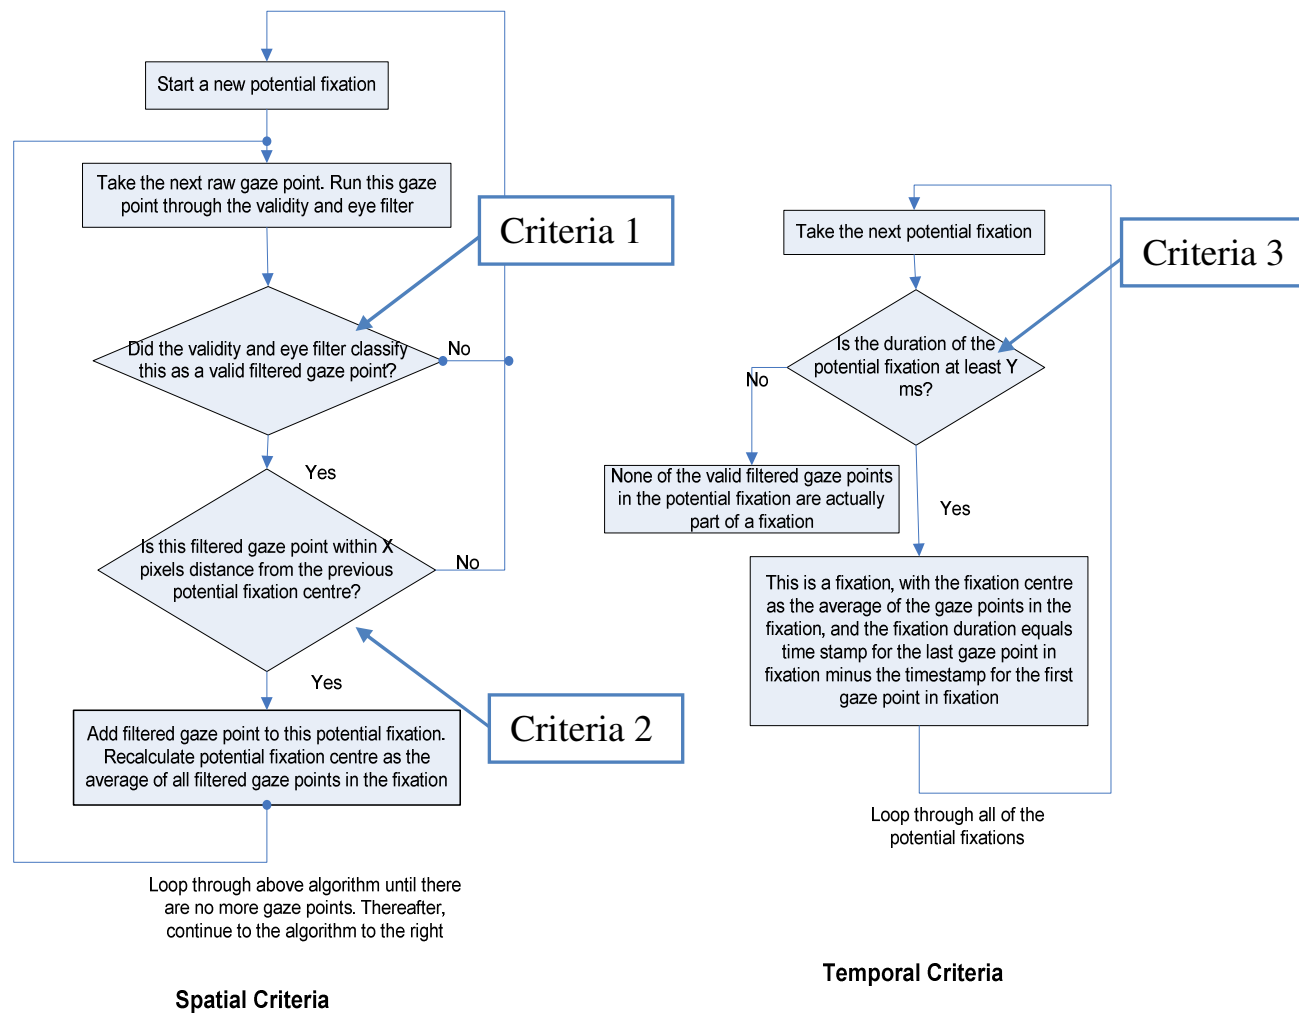 Start a new potential fixation
Take the next raw gaze point. Run this gaze
point through the validity and eye filter
Criteria 1
Did the validity and eye filter classify
this as a valid filtered gaze point?
No
Yes
Is this filtered gaze point within X
pixels distance from the previous
potential fixation centre?
No
Yes
Criteria 2
Add filtered gaze point to this potential fixation.
Recalculate potential fixation centre as the
average of all filtered gaze points in the fixation
Loop through above algorithm until there
are no more gaze points. Thereafter,
continue to the algorithm to the right
Spatial Criteria
Take the next potential fixation
Criteria 3
Is the duration of the
potential fixation at least Y
ms?
No
None of the valid filtered gaze points
in the potential fixation are actually
part of a fixation
Yes
This is a fixation, with the fixation centre
as the average of the gaze points in the
fixation, and the fixation duration equals
time stamp for the last gaze point in
fixation minus the timestamp for the first
gaze point in fixation
Loop through all of the
potential fixations
Temporal Criteria